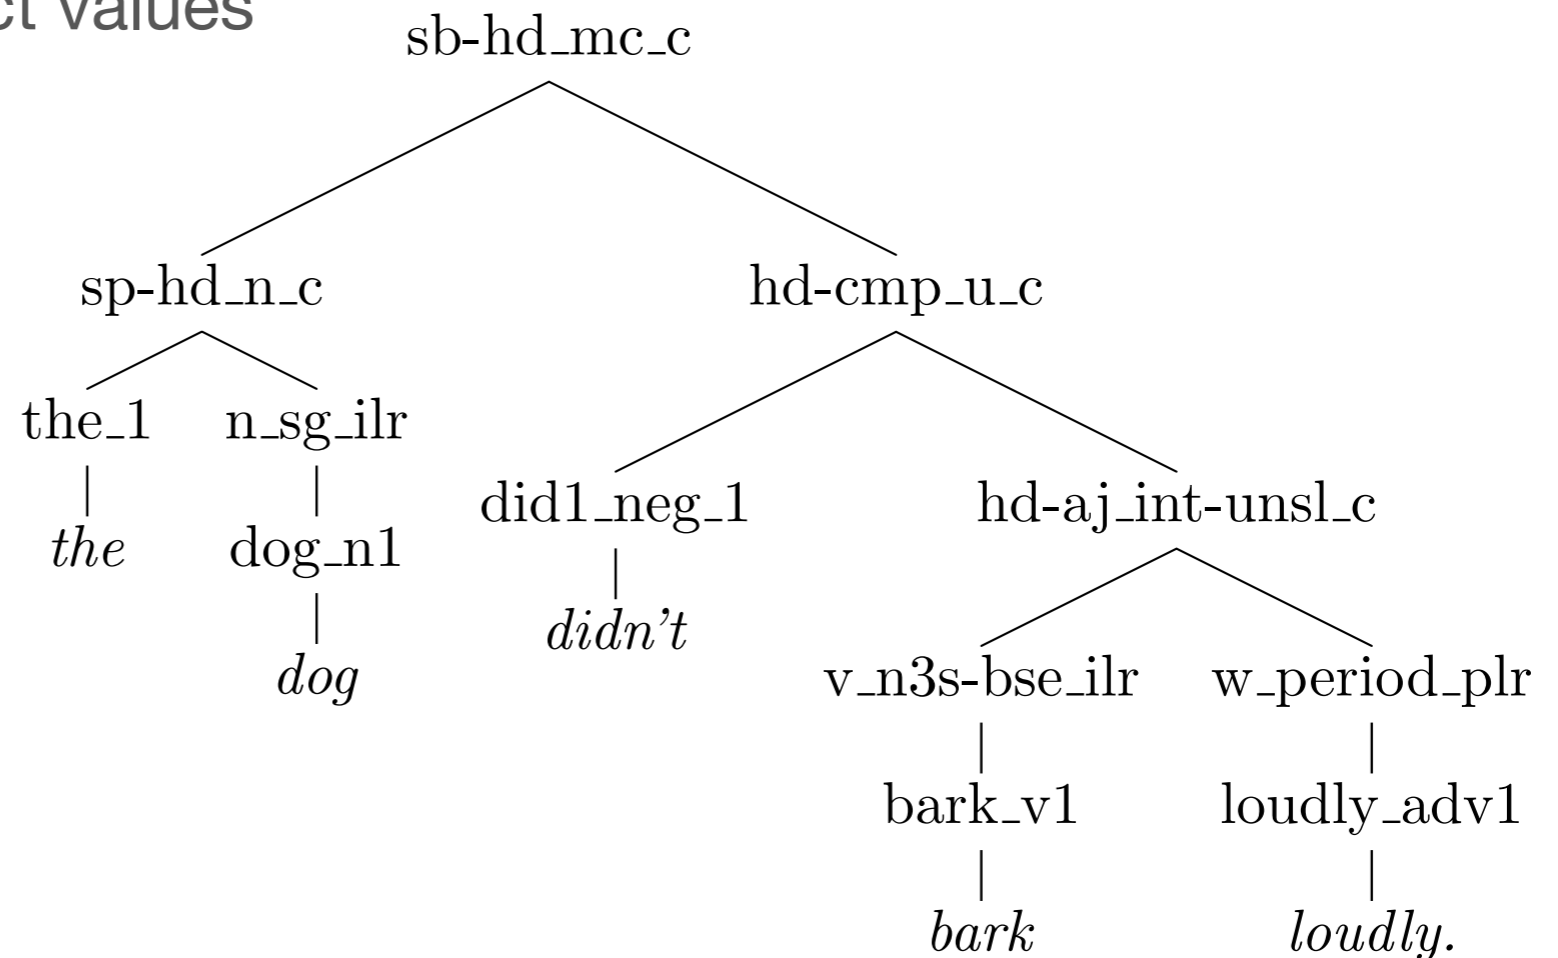 ct values
sb-hd_mc_c
sp-hd_n_c hd-cmp_u_c
the_1 n_sg_ilr
did1_neg_1 hd-aj_int-unsl_c
the dog_n1
didn't
dog v_n3s-bse_ilr w_period_plr
bark_v1 loudly_adv1
bark loudly.